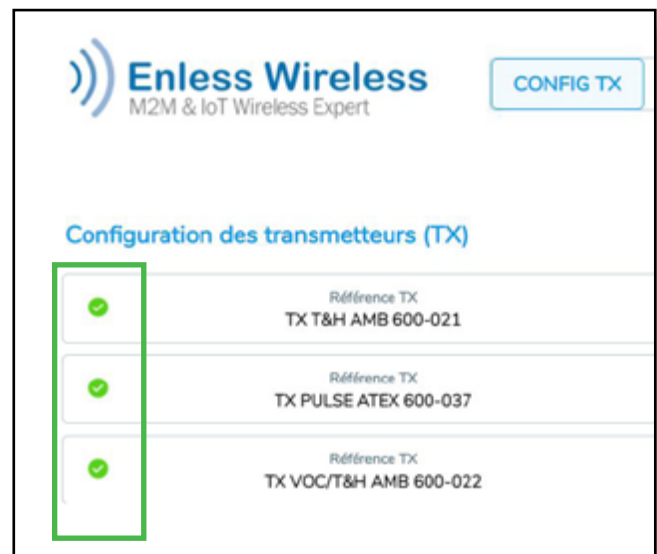 Enless Wireless
M2M & IoT Wireless Expert
CONFIG TX
Configuration des transmetteurs (TX)
Référence TX
TX T&H AMB 600-021
Référence TX
TX PULSE ATEX 600-037
Référence TX
TX VOC/T&H AMB 600-022